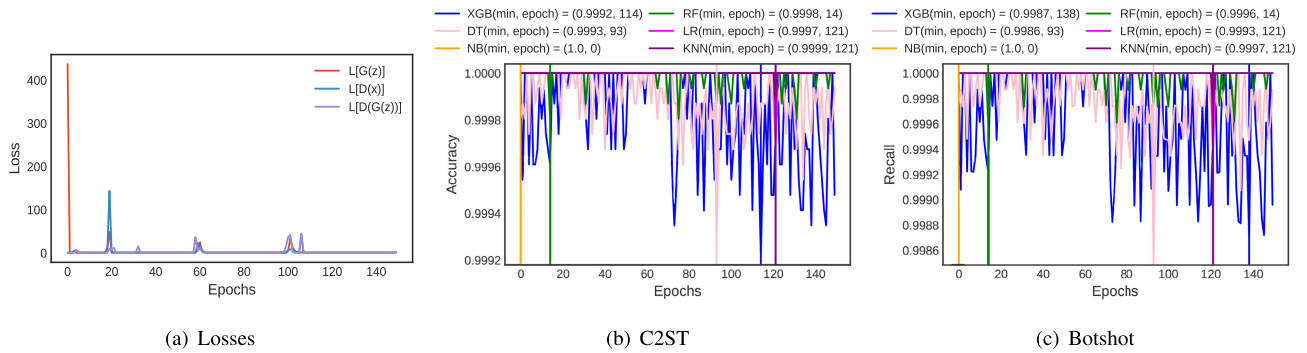 L[G(z)]
L[D(x)]
L[D(G(z))]
400
300
200
100
0
Loss
0 20 40 60 80 100 120 140
Epochs
(a) Losses
XGB(min, epoch) = (0.9992, 114) RF(min, epoch) = (0.9998, 14)
DT(min, epoch) = (0.9993, 93) LR(min, epoch) = (0.9997, 121)
NB(min, epoch) = (1.0, 0) KNN(min, epoch) = (0.9999, 121)
1.0000
0.9998
0.9996
0.9994
0.9992
Accuracy
0 20 40 60 80 100 120 140
Epochs
(b) C2ST
XGB(min, epoch) = (0.9987, 138) RF(min, epoch) = (0.9996, 14)
DT(min, epoch) = (0.9986, 93) LR(min, epoch) = (0.9993, 121)
NB(min, epoch) = (1.0, 0) KNN(min, epoch) = (0.9997, 121)
1.0000
0.9998
0.9996
0.9994
0.9992
0.9990
0.9988
0.9986
Recall
0 20 40 60 80 100 120 140
Epochs
(c) Botshot